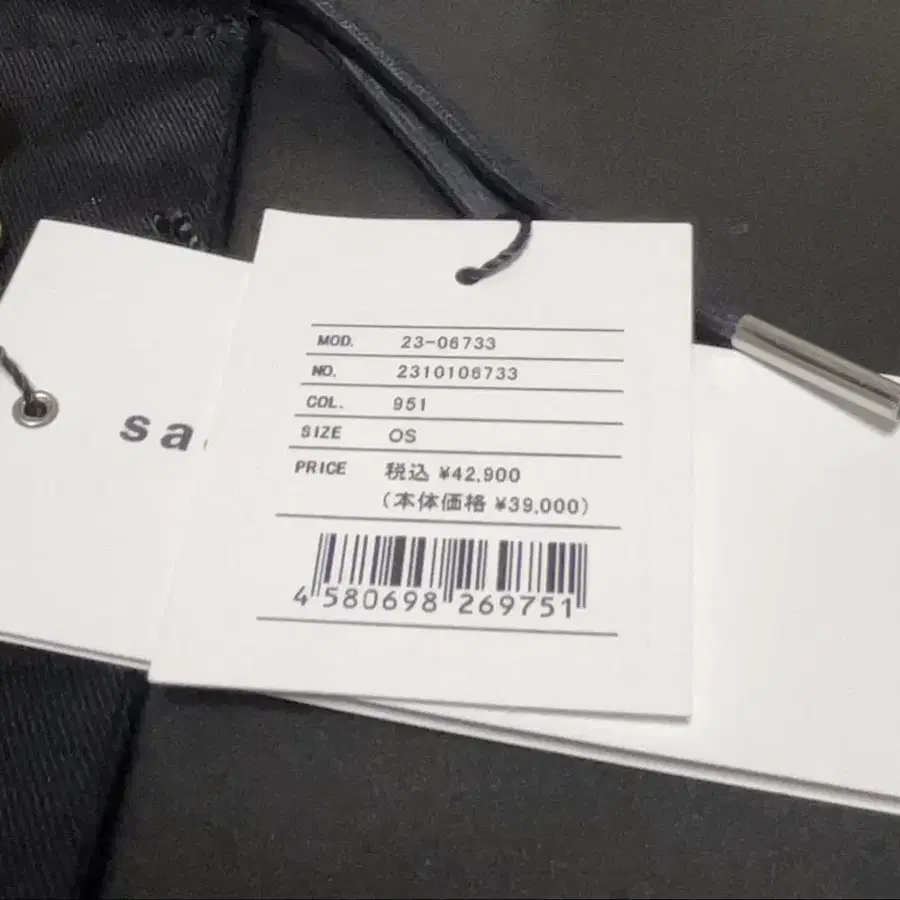 sa
MOD. 23-06733
NO. 2310106733
COL. 951
SIZE OS
PRICE 税込 ¥42,900
(本体価格 ¥39,000)
4 580698 269751